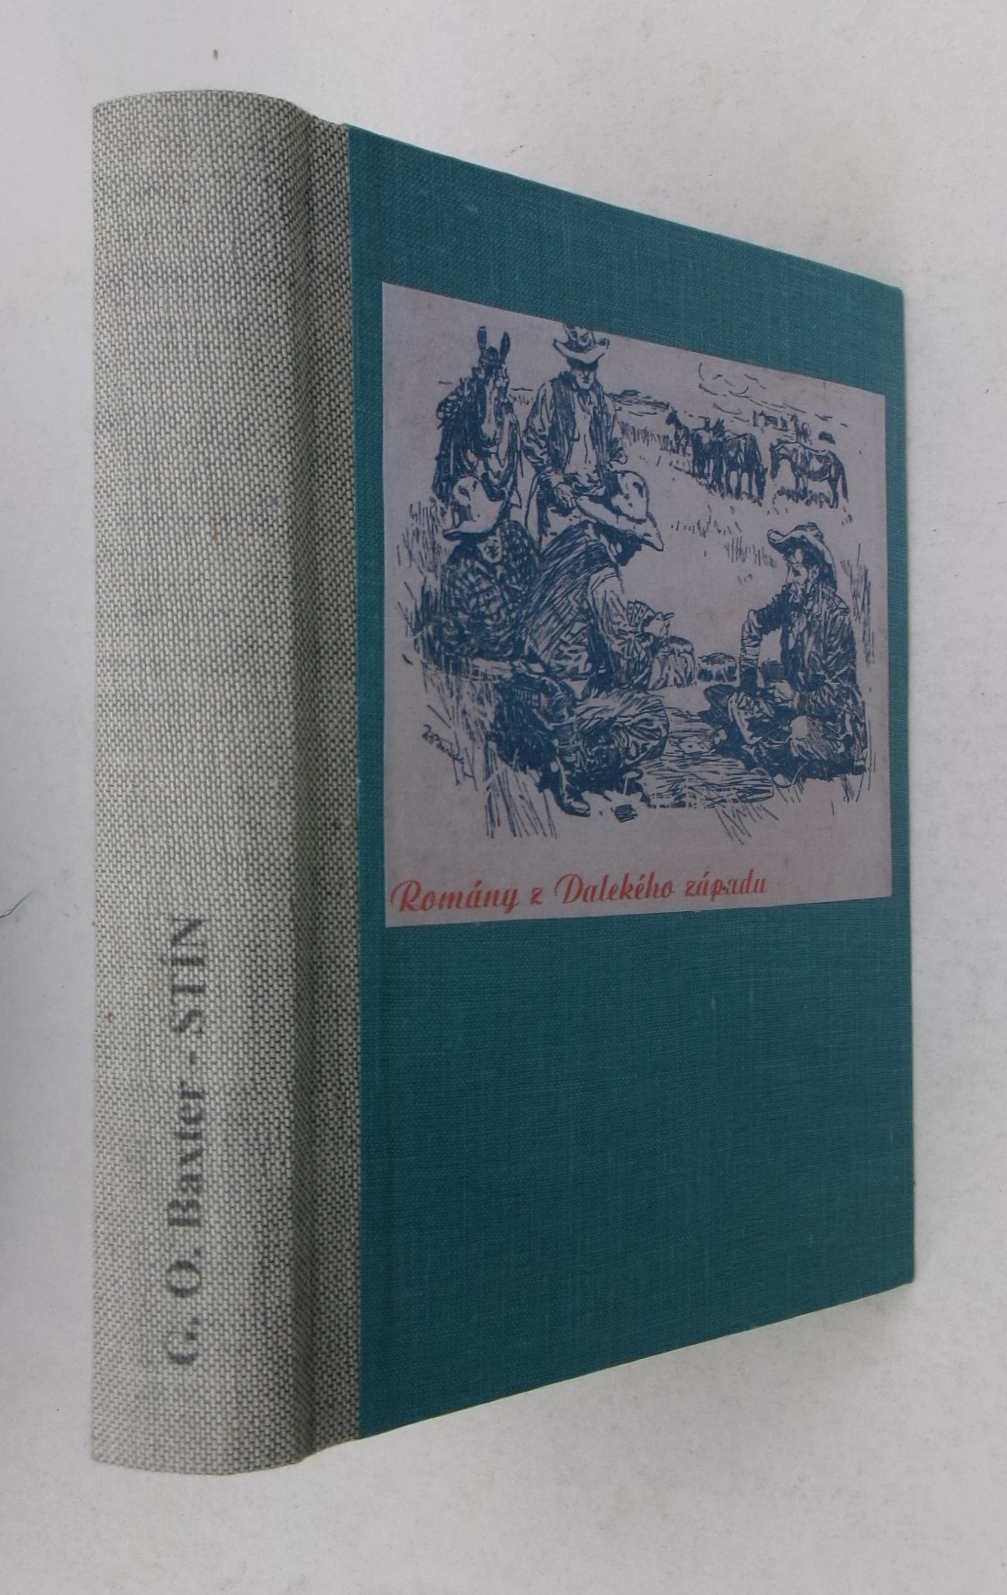 G. O. Baxter - STÍN
Romány z Dalekého západu